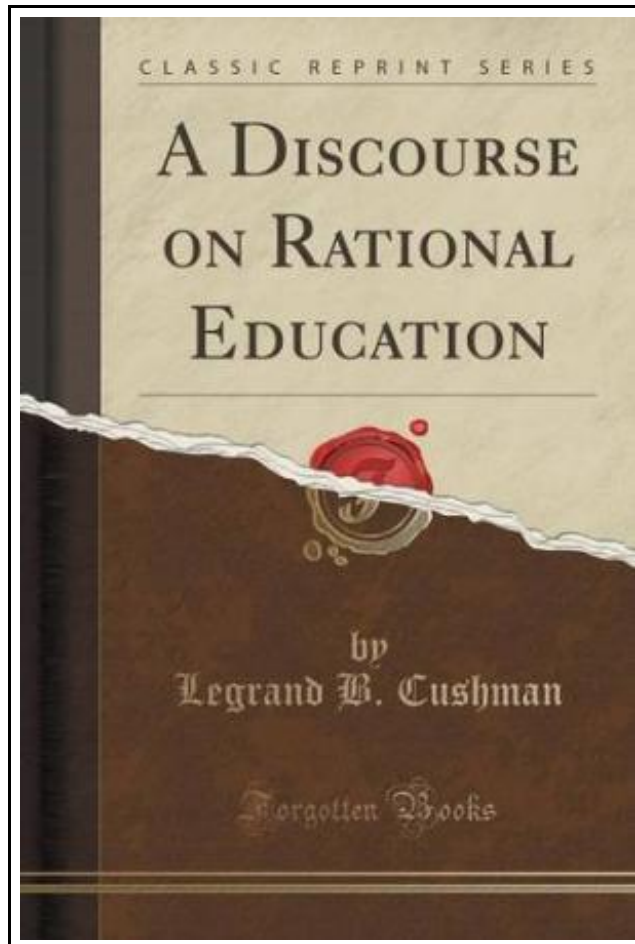 CLASSIC REPRINT SERIES
A DISCOURSE
ON RATIONAL
EDUCATION
by
Legrand B. Cushman
Forgotten Books